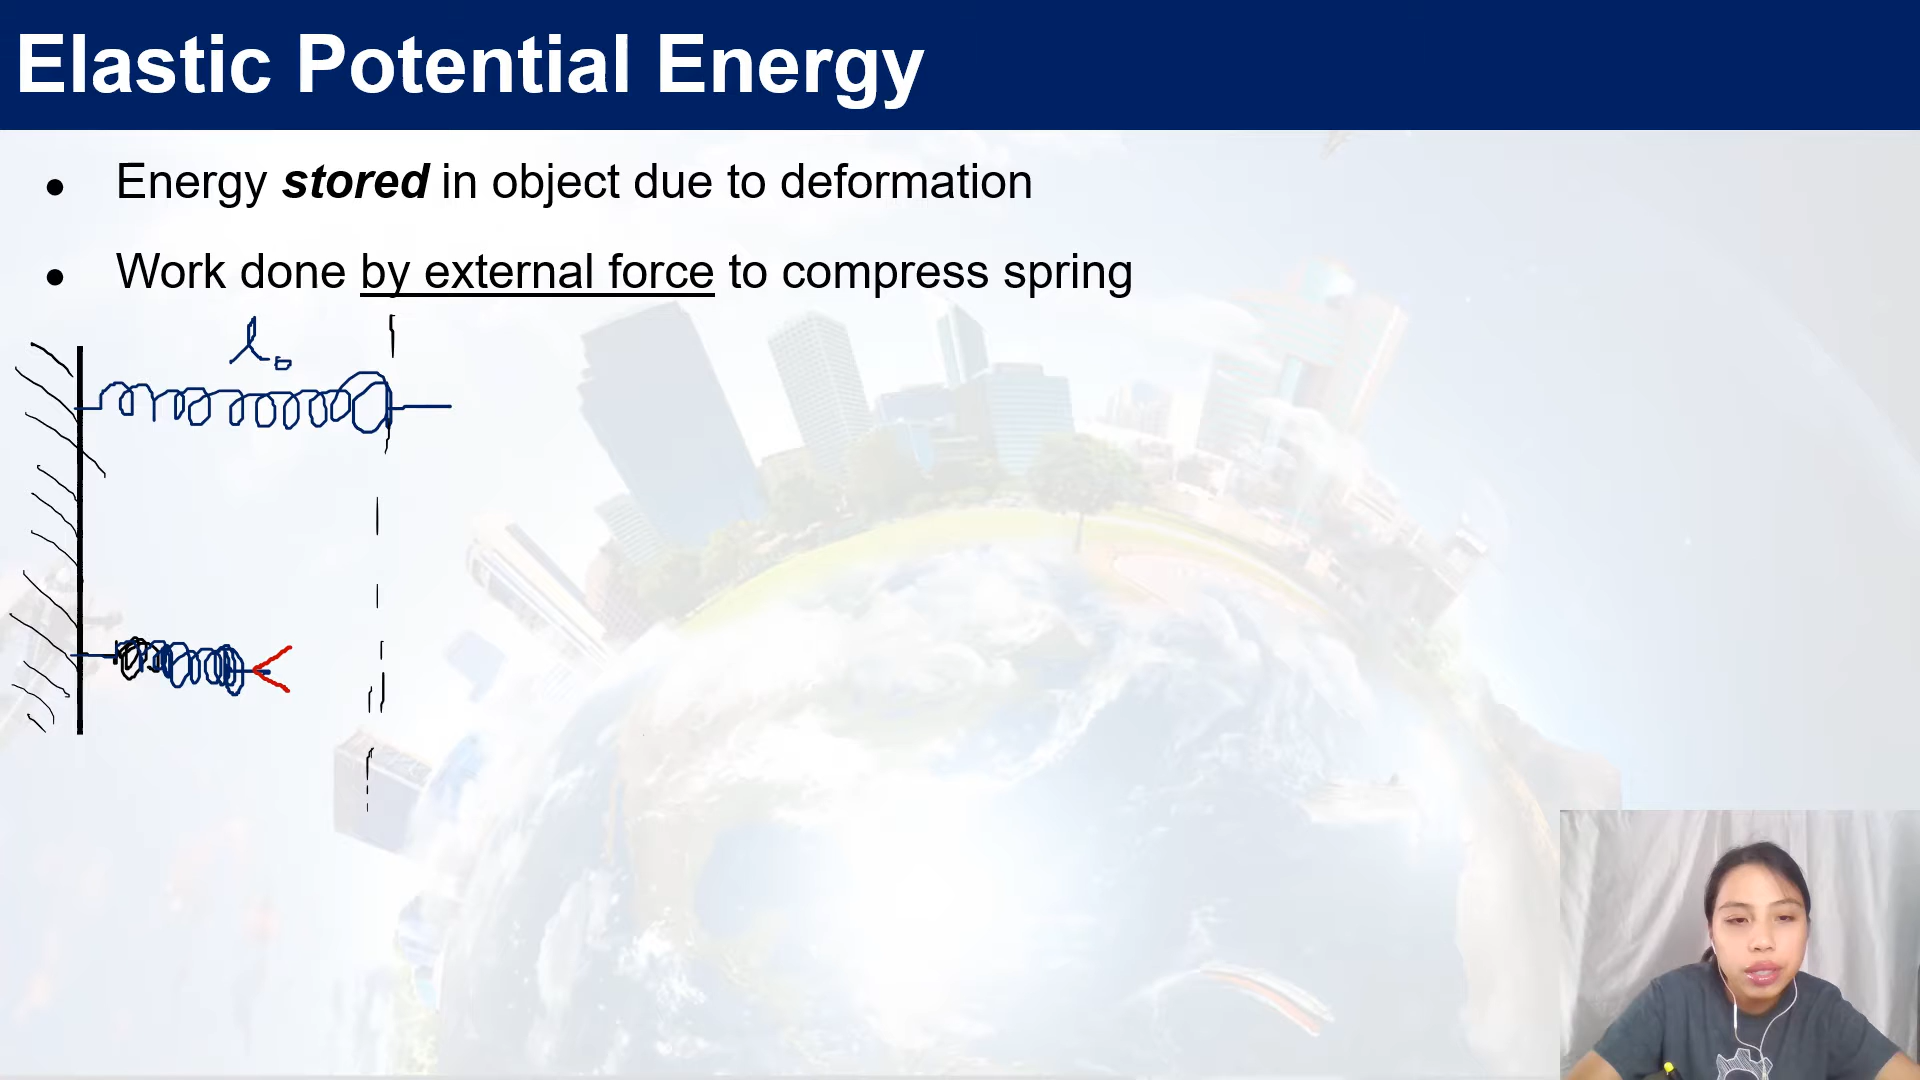 Elastic Potential Energy
• Energy stored in object due to deformation
• Work done by external force to compress spring
l₀